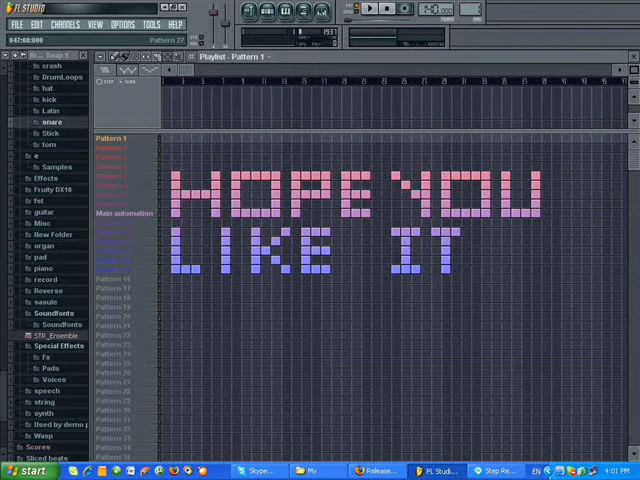 FL STUDIO
FILE EDIT CHANNELS VIEW OPTIONS TOOLS HELP
047:08:000 Pattern 27
Playlist - Pattern 1
crash
DrumLoops
hat
kick
Latin
snare
Stick
tom
e
Samples
Effects
Fruity DX10
fst
guitar
Misc
New Folder
organ
pad
piano
record
Reverse
sasule
Soundfonts
Soundfonts
STR_Ensemble
Special Effects
Fx
Pads
Voices
speech
string
synth
Used by demo p
Wasp
Scores
Pattern 1
Main automation
Pattern 16
Pattern 17
Pattern 18
Pattern 19
Pattern 20
Pattern 21
Pattern 22
Pattern 23
Pattern 24
Pattern 25
Pattern 26
Pattern 27
Pattern 28
Pattern 29
Pattern 30
Pattern 31
Pattern 32
Pattern 33
Pattern 34
HOPE YOU
LIKE IT
start Skype... My Release... FL Studi... Step Re... EN 4:01 PM